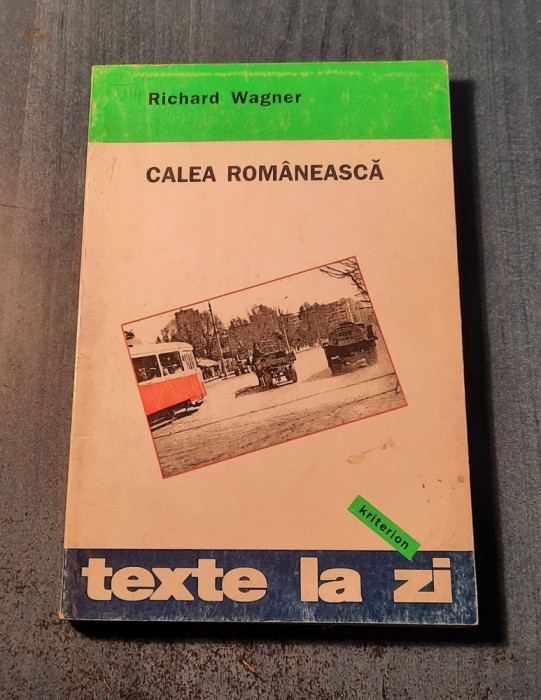 Richard Wagner
CALEA ROMÂNEASCĂ
kriterion
texte la zi